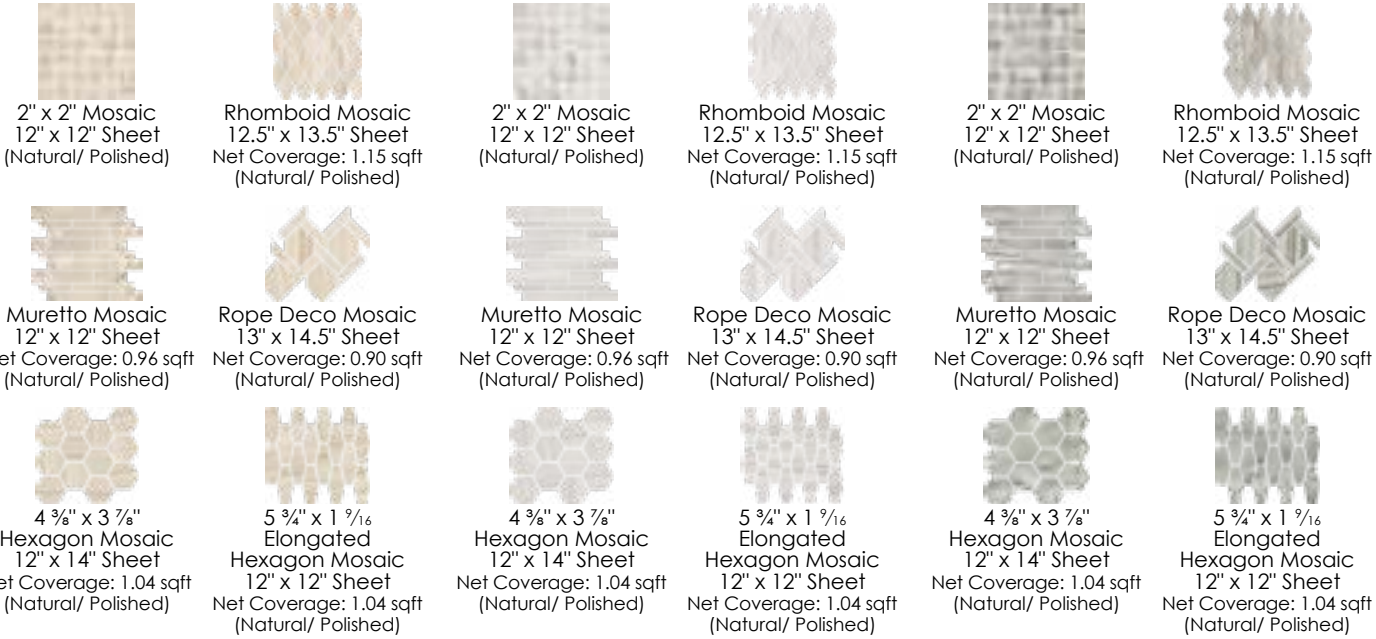 2" x 2" Mosaic
12" x 12" Sheet
(Natural/ Polished)
Rhomboid Mosaic
12.5" x 13.5" Sheet
Net Coverage: 1.15 sqft
(Natural/ Polished)
2" x 2" Mosaic
12" x 12" Sheet
(Natural/ Polished)
Rhomboid Mosaic
12.5" x 13.5" Sheet
Net Coverage: 1.15 sqft
(Natural/ Polished)
2" x 2" Mosaic
12" x 12" Sheet
(Natural/ Polished)
Rhomboid Mosaic
12.5" x 13.5" Sheet
Net Coverage: 1.15 sqft
(Natural/ Polished)
Muretto Mosaic
12" x 12" Sheet
et Coverage: 0.96 sqft
(Natural/ Polished)
Rope Deco Mosaic
13" x 14.5" Sheet
Net Coverage: 0.90 sqft
(Natural/ Polished)
Muretto Mosaic
12" x 12" Sheet
Net Coverage: 0.96 sqft
(Natural/ Polished)
Rope Deco Mosaic
13" x 14.5" Sheet
Net Coverage: 0.90 sqft
(Natural/ Polished)
Muretto Mosaic
12" x 12" Sheet
Net Coverage: 0.96 sqft
(Natural/ Polished)
Rope Deco Mosaic
13" x 14.5" Sheet
Net Coverage: 0.90 sqft
(Natural/ Polished)
4 ⅜" x 3 ⅞"
Hexagon Mosaic
12" x 14" Sheet
et Coverage: 1.04 sqft
(Natural/ Polished)
5 ¾" x 1 9⁄16
Elongated
Hexagon Mosaic
12" x 12" Sheet
Net Coverage: 1.04 sqft
(Natural/ Polished)
4 ⅜" x 3 ⅞"
Hexagon Mosaic
12" x 14" Sheet
Net Coverage: 1.04 sqft
(Natural/ Polished)
5 ¾" x 1 9⁄16
Elongated
Hexagon Mosaic
12" x 12" Sheet
Net Coverage: 1.04 sqft
(Natural/ Polished)
4 ⅜" x 3 ⅞"
Hexagon Mosaic
12" x 14" Sheet
Net Coverage: 1.04 sqft
(Natural/ Polished)
5 ¾" x 1 9⁄16
Elongated
Hexagon Mosaic
12" x 12" Sheet
Net Coverage: 1.04 sqft
(Natural/ Polished)